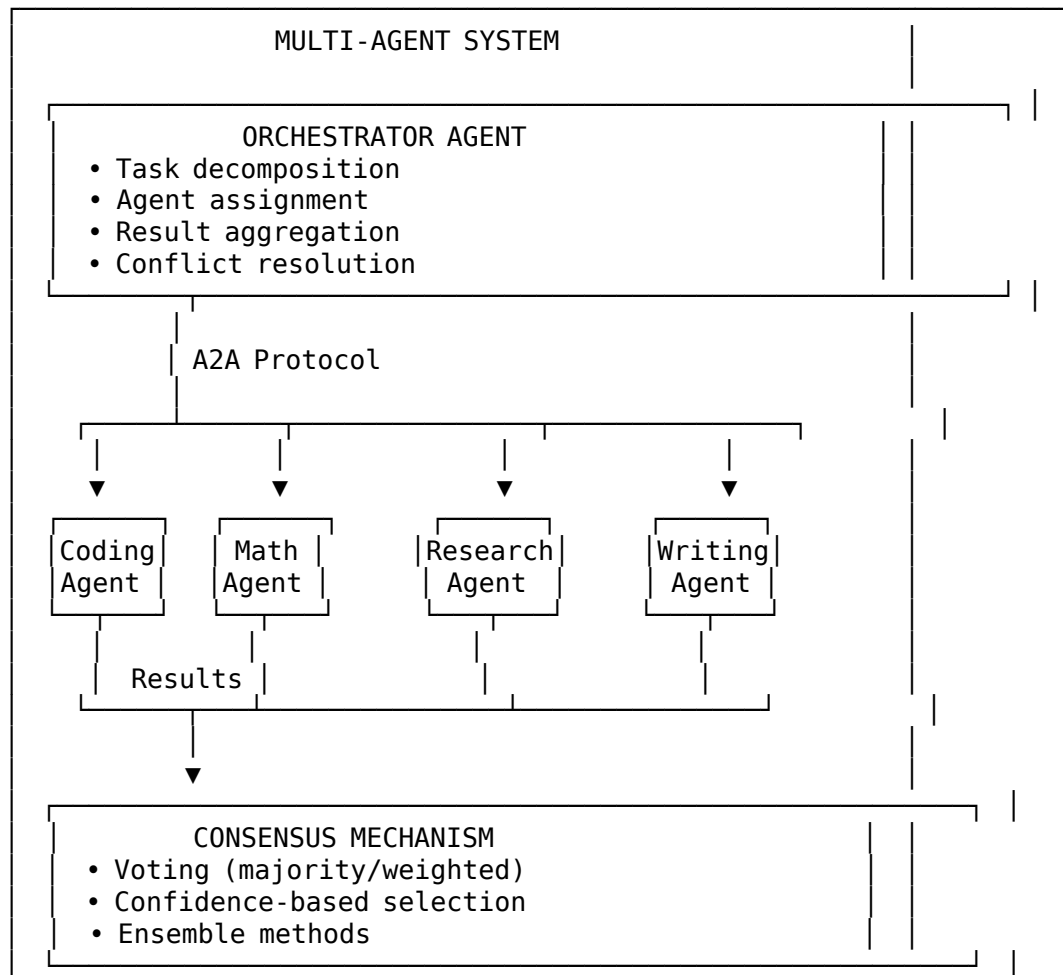 MULTI-AGENT SYSTEM
ORCHESTRATOR AGENT
• Task decomposition
• Agent assignment
• Result aggregation
• Conflict resolution
A2A Protocol
Coding Math Research Writing
Agent Agent Agent Agent
Results
CONSENSUS MECHANISM
• Voting (majority/weighted)
• Confidence-based selection
• Ensemble methods